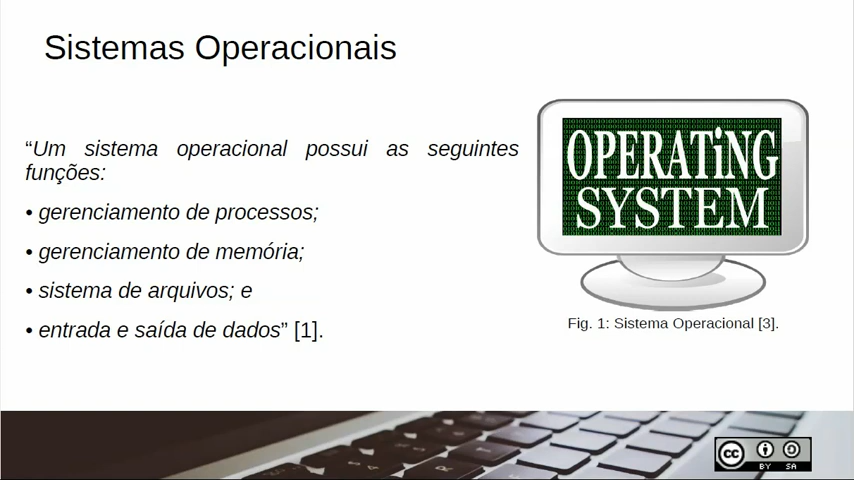 Sistemas Operacionais
“Um sistema operacional possui as seguintes
funções:
• gerenciamento de processos;
• gerenciamento de memória;
• sistema de arquivos; e
• entrada e saída de dados” [1].
OPERATiNG
SYSTEM
Fig. 1: Sistema Operacional [3].
cc
BY SA